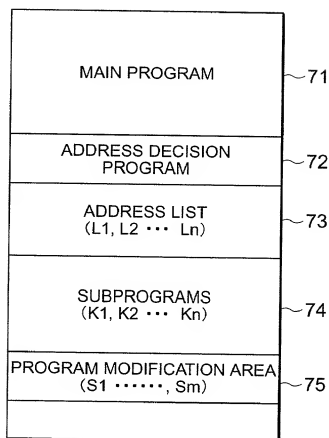 MAIN PROGRAM
71
ADDRESS DECISION
PROGRAM
72
ADDRESS LIST
(L1, L2 ··· Ln)
73
SUBPROGRAMS
(K1, K2 ··· Kn)
74
PROGRAM MODIFICATION AREA
(S1 ······, Sm)
75